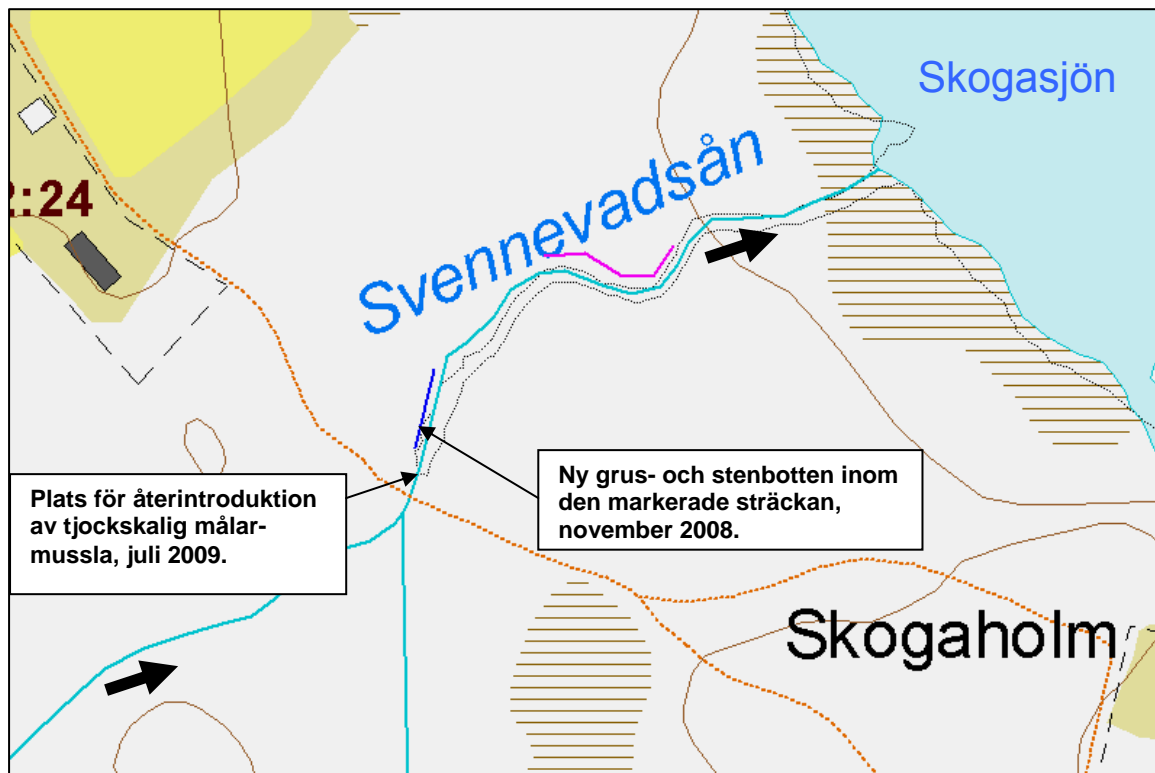 Skogasjön
Svennevadsån
2:24
Plats för återintroduktion
av tjockskalig målar-
mussla, juli 2009.
Ny grus- och stenbotten inom
den markerade sträckan,
november 2008.
Skogaholm